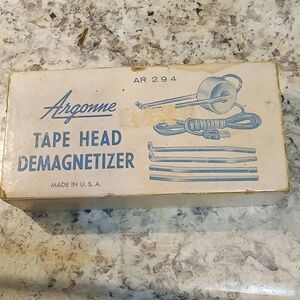 AR 294
Argonne
TAPE HEAD
DEMAGNETIZER
MADE IN U.S.A.